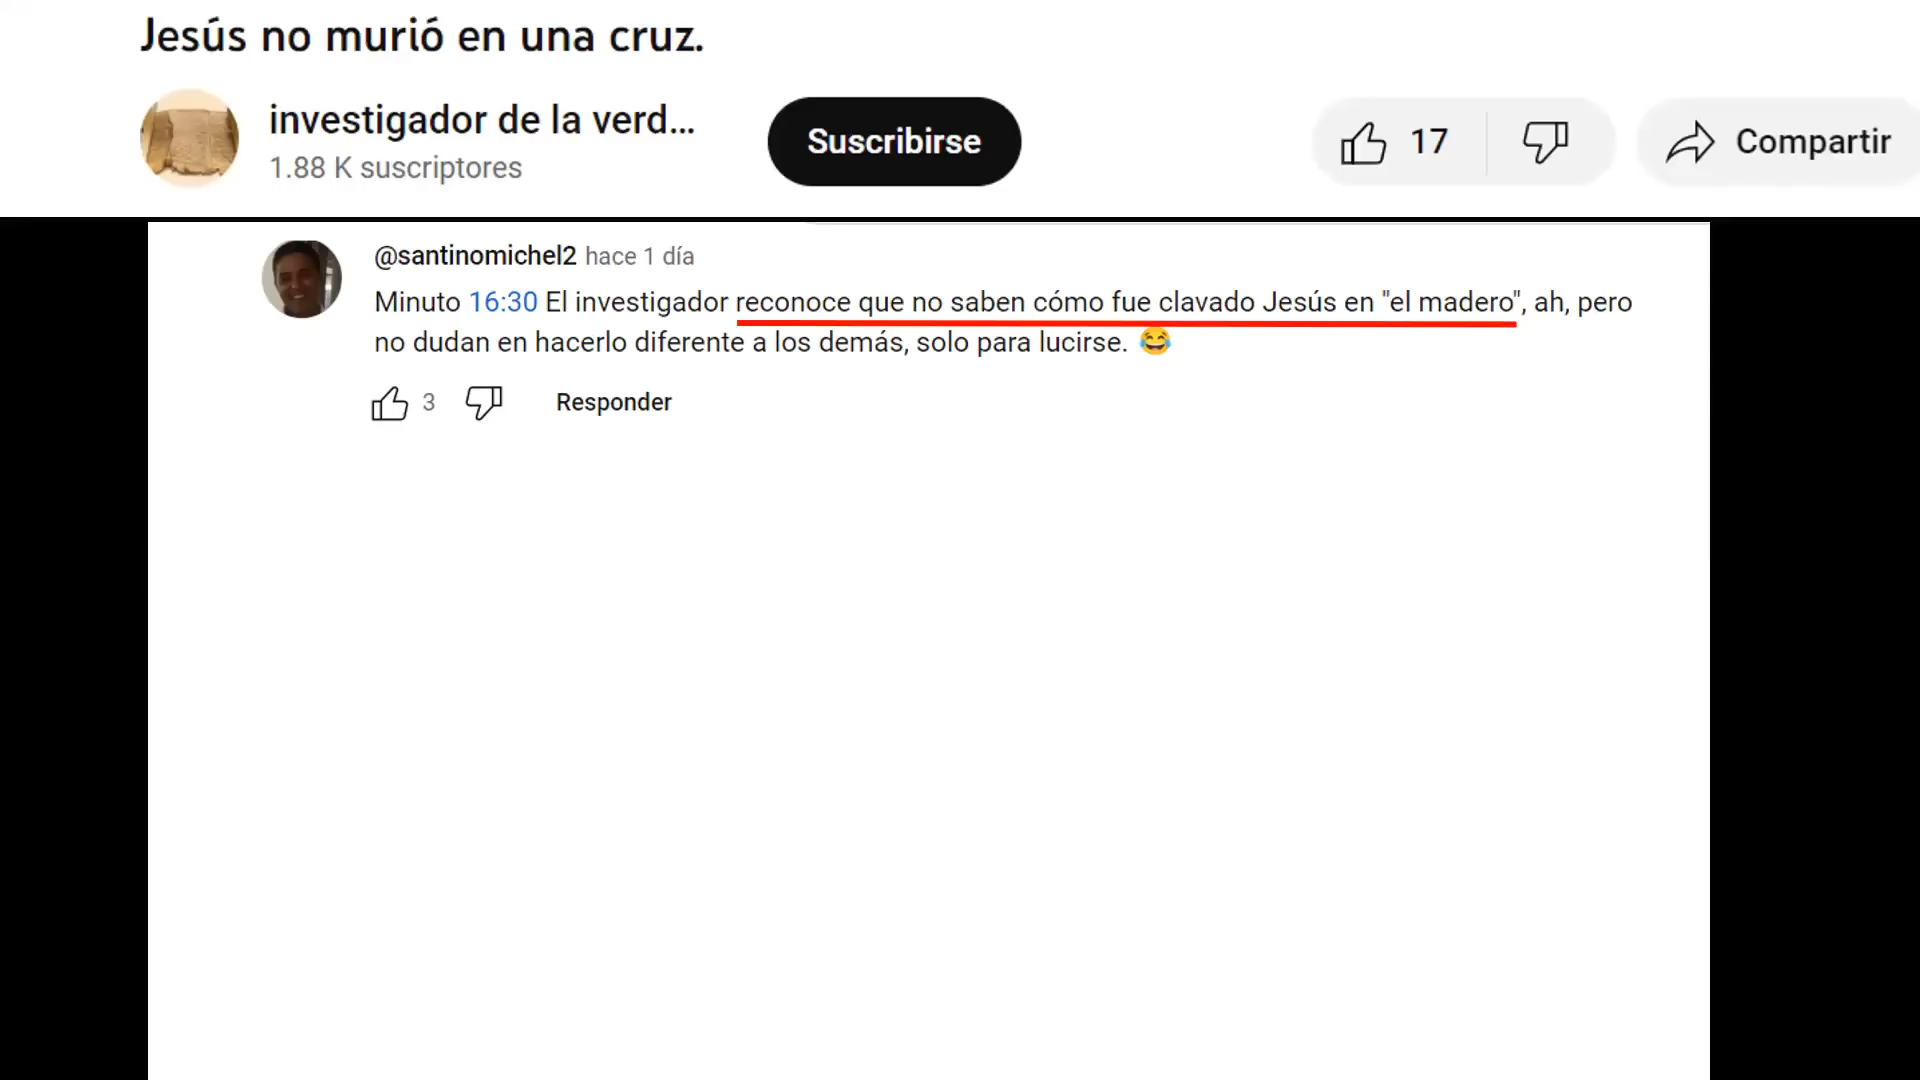 Jesús no murió en una cruz.
investigador de la verd...
1.88 K suscriptores
Suscribirse
17
Compartir
@santinomichel2 hace 1 día
Minuto 16:30 El investigador reconoce que no saben cómo fue clavado Jesús en "el madero", ah, pero
no dudan en hacerlo diferente a los demás, solo para lucirse. 😂
3
Responder